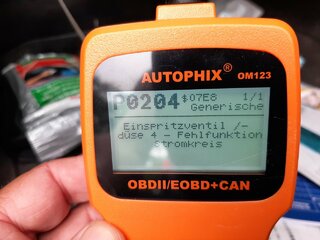 AUTOPHIX® OM123
P0204 $07E8 1/1
Generische
Einspritzventil /-
düse 4 - Fehlfunktion
Stromkreis
OBDII/EOBD+CAN